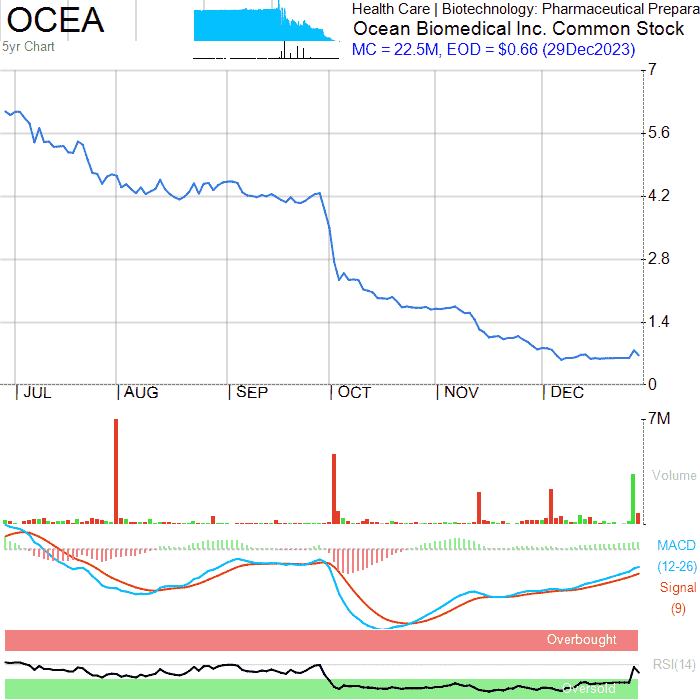 OCEA
5yr Chart
Health Care | Biotechnology: Pharmaceutical Prepara
Ocean Biomedical Inc. Common Stock
MC = 22.5M, EOD = $0.66 (29Dec2023)
7
5.6
4.2
2.8
1.4
0
| JUL | AUG | SEP | OCT | NOV | DEC
7M
Volume
MACD
(12-26)
Signal
(9)
Overbought
RSI(14)
Oversold